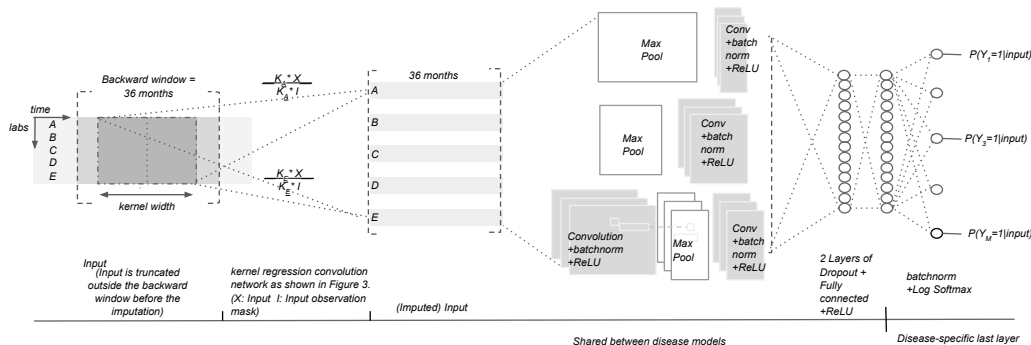 Backward window =
36 months
time
labs
A
B
C
D
E
kernel width
K_A * X
K_A * I
K_E * X
K_E * I
36 months
A
B
C
D
E
Max
Pool
Conv
+batch
norm
+ReLU
Max
Pool
Conv
+batch
norm
+ReLU
Convolution
+batchnorm
+ReLU
Max
Pool
Conv
+batch
norm
+ReLU
P(Y_1=1|input)
P(Y_3=1|input)
P(Y_M=1|input)
Input
(Input is truncated
outside the backward
window before the
imputation)
kernel regression convolution
network as shown in Figure 3.
(X: Input I: Input observation
mask)
(Imputed) Input
2 Layers of
Dropout +
Fully
connected
+ReLU
batchnorm
+Log Softmax
Shared between disease models
Disease-specific last layer